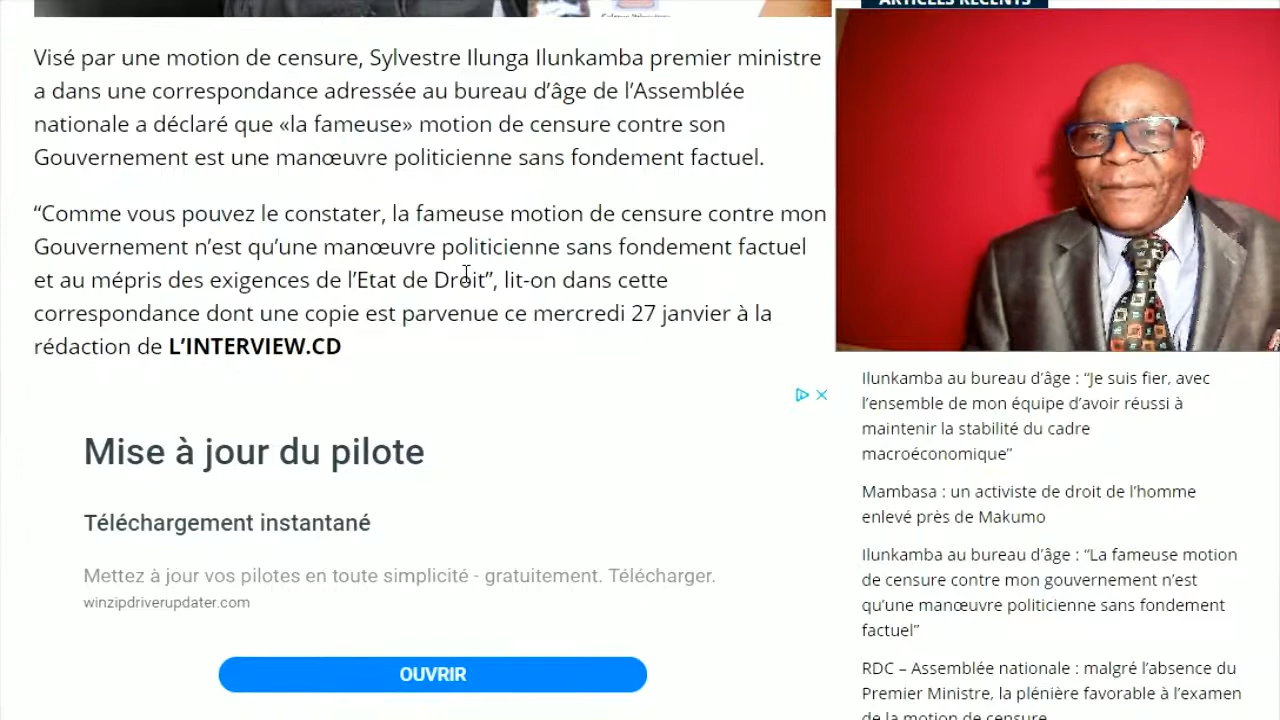 Visé par une motion de censure, Sylvestre Ilunga Ilunkamba premier ministre
a dans une correspondance adressée au bureau d’âge de l’Assemblée
nationale a déclaré que «la fameuse» motion de censure contre son
Gouvernement est une manœuvre politicienne sans fondement factuel.
“Comme vous pouvez le constater, la fameuse motion de censure contre mon
Gouvernement n’est qu’une manœuvre politicienne sans fondement factuel
et au mépris des exigences de l’Etat de Droit”, lit-on dans cette
correspondance dont une copie est parvenue ce mercredi 27 janvier à la
rédaction de L’INTERVIEW.CD
Mise à jour du pilote
Téléchargement instantané
Mettez à jour vos pilotes en toute simplicité - gratuitement. Télécharger.
winzipdriverupdater.com
OUVRIR
ARTICLES RÉCENTS
Ilunkamba au bureau d’âge : “Je suis fier, avec
l’ensemble de mon équipe d’avoir réussi à
maintenir la stabilité du cadre
macroéconomique”
Mambasa : un activiste de droit de l’homme
enlevé près de Makumo
Ilunkamba au bureau d’âge : “La fameuse motion
de censure contre mon gouvernement n’est
qu’une manœuvre politicienne sans fondement
factuel”
RDC – Assemblée nationale : malgré l’absence du
Premier Ministre, la plénière favorable à l’examen
de la motion de censure